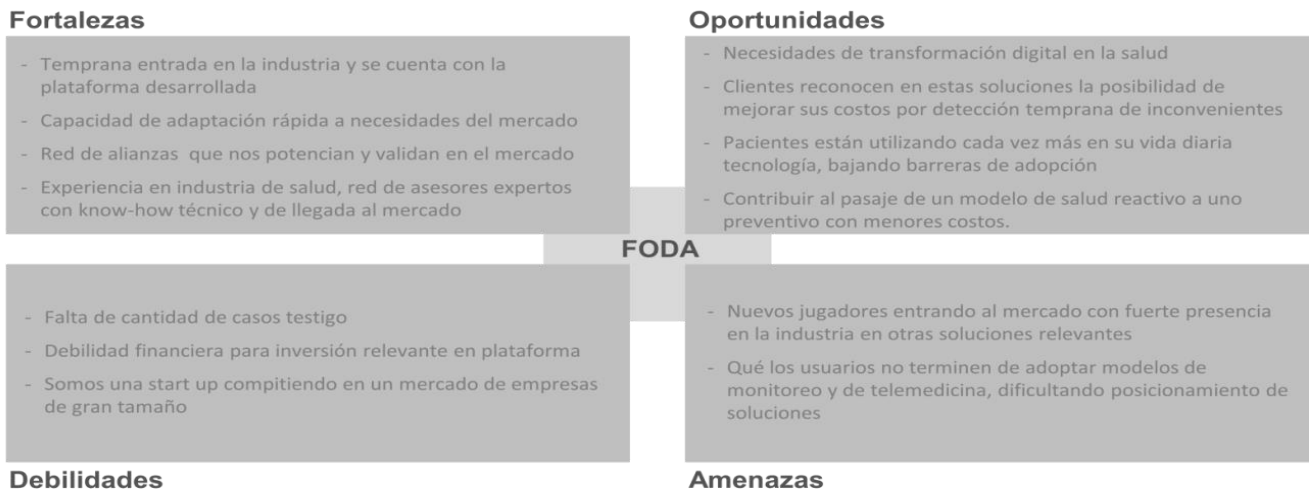 Fortalezas
- Temprana entrada en la industria y se cuenta con la
plataforma desarrollada
- Capacidad de adaptación rápida a necesidades del mercado
- Red de alianzas que nos potencian y validan en el mercado
- Experiencia en industria de salud, red de asesores expertos
con know-how técnico y de llegada al mercado
Oportunidades
- Necesidades de transformación digital en la salud
- Clientes reconocen en estas soluciones la posibilidad de
mejorar sus costos por detección temprana de inconvenientes
- Pacientes están utilizando cada vez más en su vida diaria
tecnología, bajando barreras de adopción
- Contribuir al pasaje de un modelo de salud reactivo a uno
preventivo con menores costos.
FODA
- Falta de cantidad de casos testigo
- Debilidad financiera para inversión relevante en plataforma
- Somos una start up compitiendo en un mercado de empresas
de gran tamaño
Debilidades
- Nuevos jugadores entrando al mercado con fuerte presencia
en la industria en otras soluciones relevantes
- Qué los usuarios no terminen de adoptar modelos de
monitoreo y de telemedicina, dificultando posicionamiento de
soluciones
Amenazas